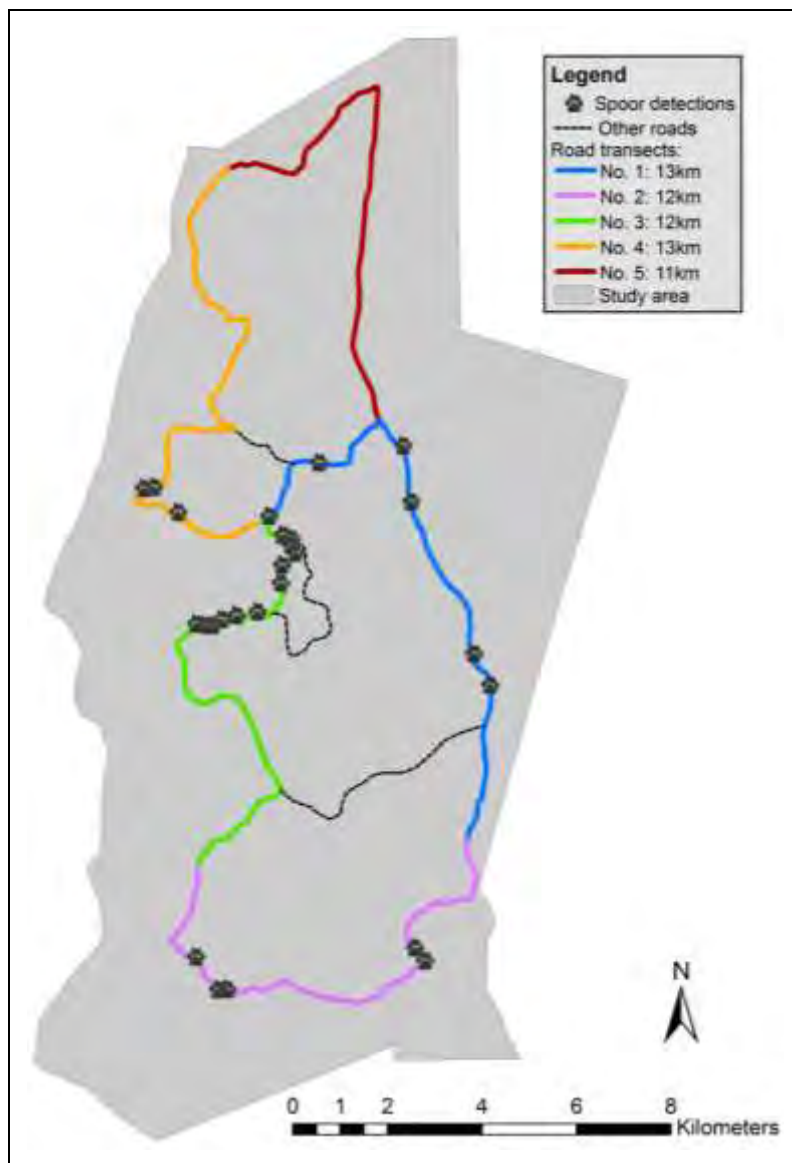 Legend
Spoor detections
Other roads
Road transects:
No. 1: 13km
No. 2: 12km
No. 3: 12km
No. 4: 13km
No. 5: 11km
Study area
N
0 1 2 4 6 8
Kilometers